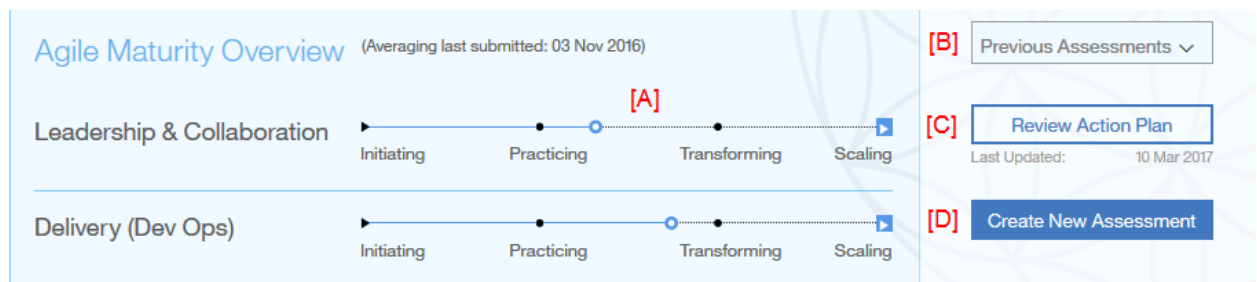 Agile Maturity Overview (Averaging last submitted: 03 Nov 2016)
[B] Previous Assessments
[A]
Leadership & Collaboration
Initiating Practicing Transforming Scaling
[C] Review Action Plan
Last Updated: 10 Mar 2017
Delivery (Dev Ops)
Initiating Practicing Transforming Scaling
[D] Create New Assessment